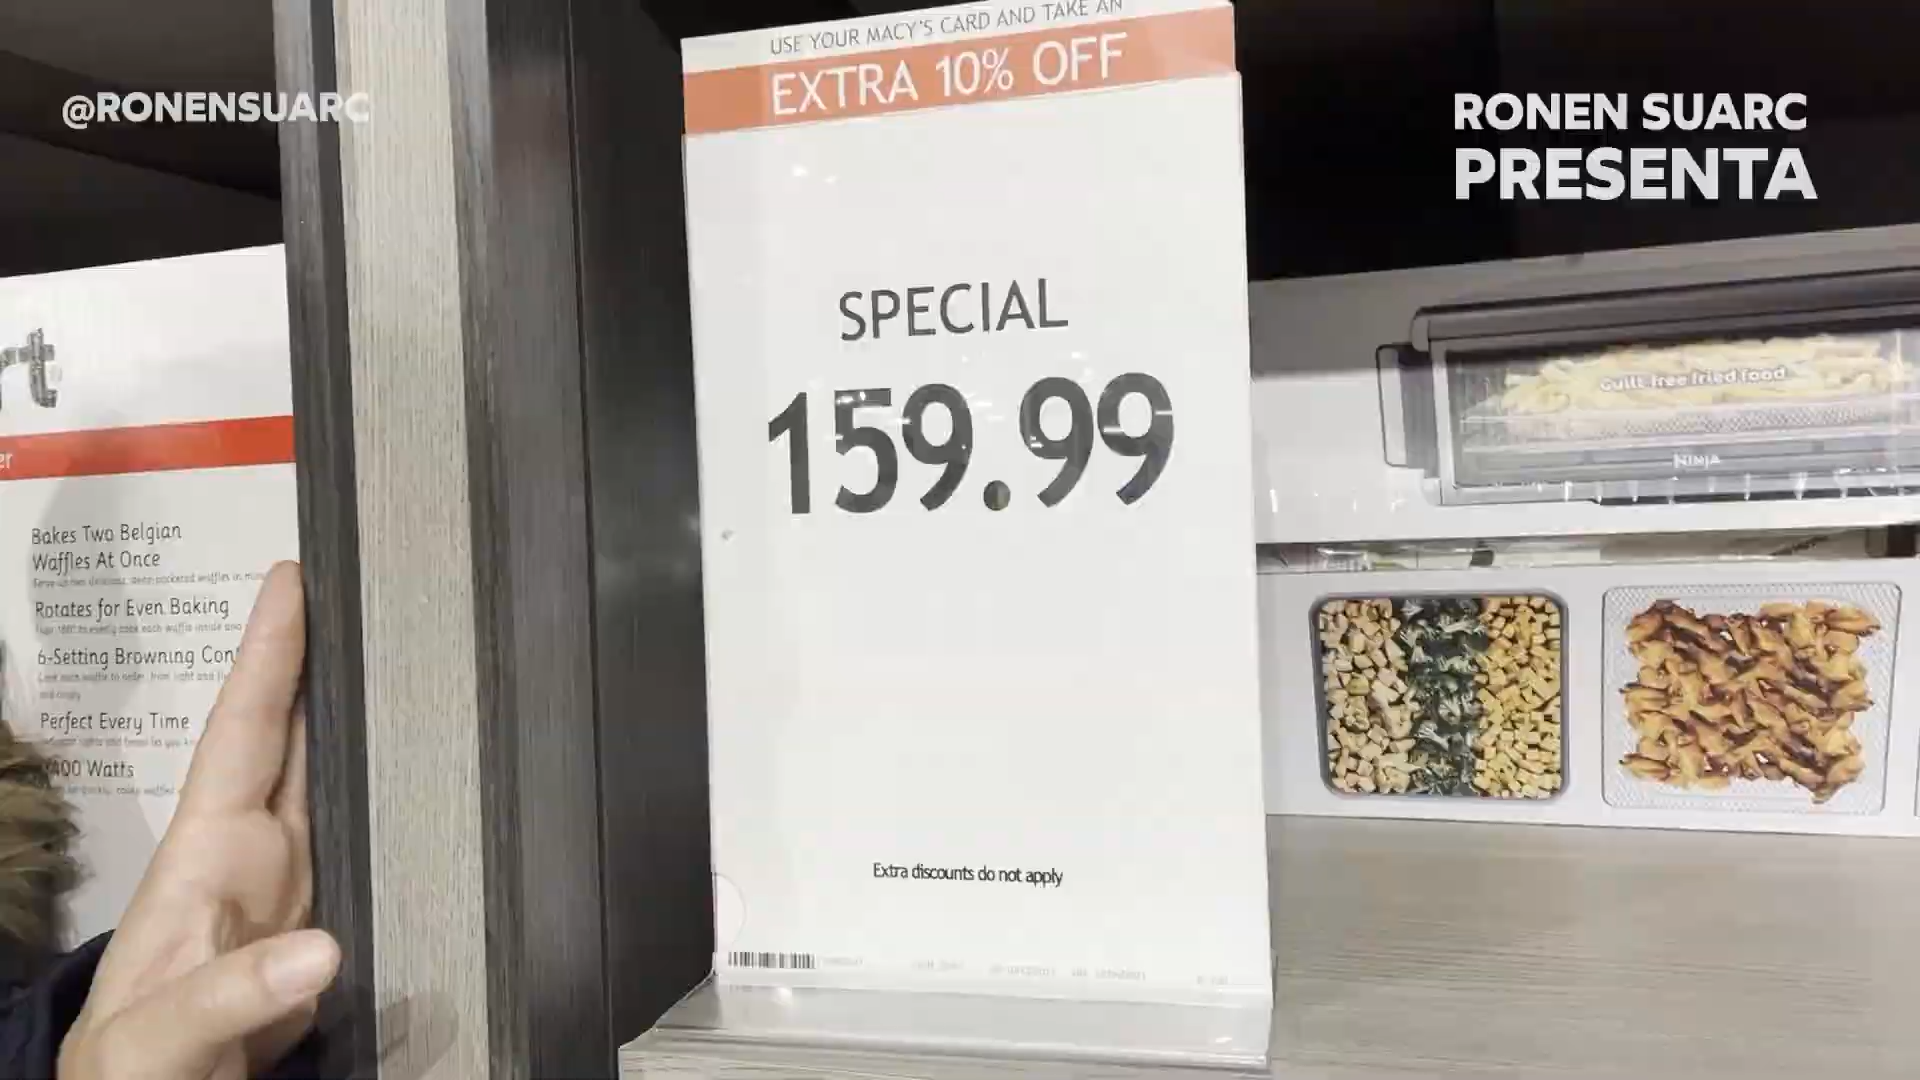 @RONENSUARC
RONEN SUARC
PRESENTA
USE YOUR MACY'S CARD AND TAKE AN
EXTRA 10% OFF
SPECIAL
159.99
Extra discounts do not apply
Bakes Two Belgian
Waffles At Once
Rotates for Even Baking
6-Setting Browning
Perfect Every Time
Watts
Guilt-free fried food
NINJA